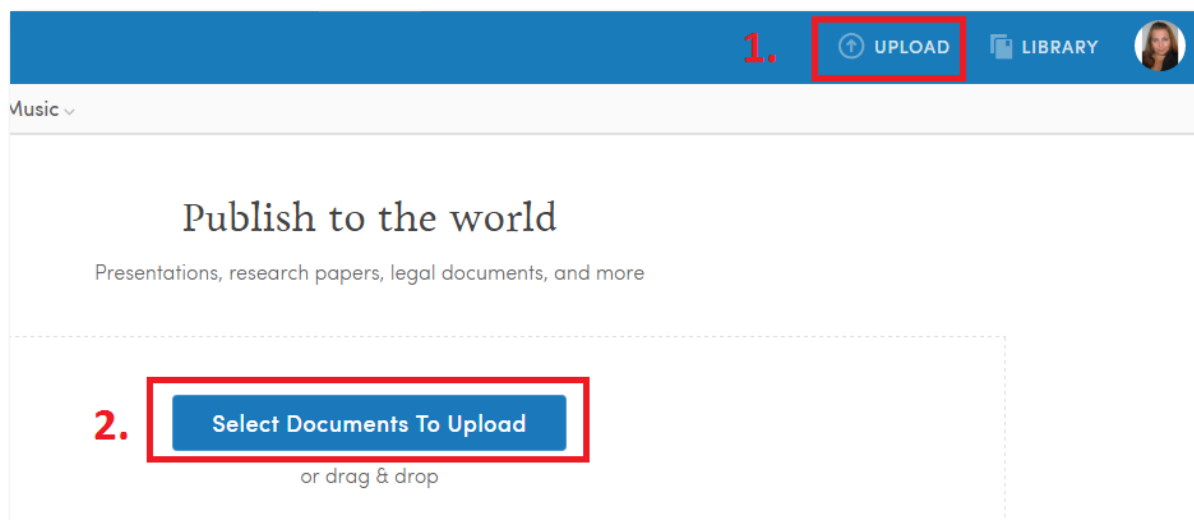 1. UPLOAD LIBRARY
Music
Publish to the world
Presentations, research papers, legal documents, and more
2. Select Documents To Upload
or drag & drop